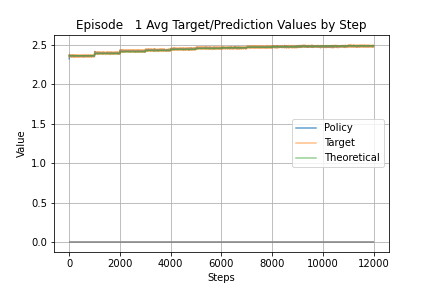 Episode   1 Avg Target/Prediction Values by Step
2.5
2.0
1.5
1.0
0.5
0.0
Value
Policy
Target
Theoretical
0 2000 4000 6000 8000 10000 12000
Steps